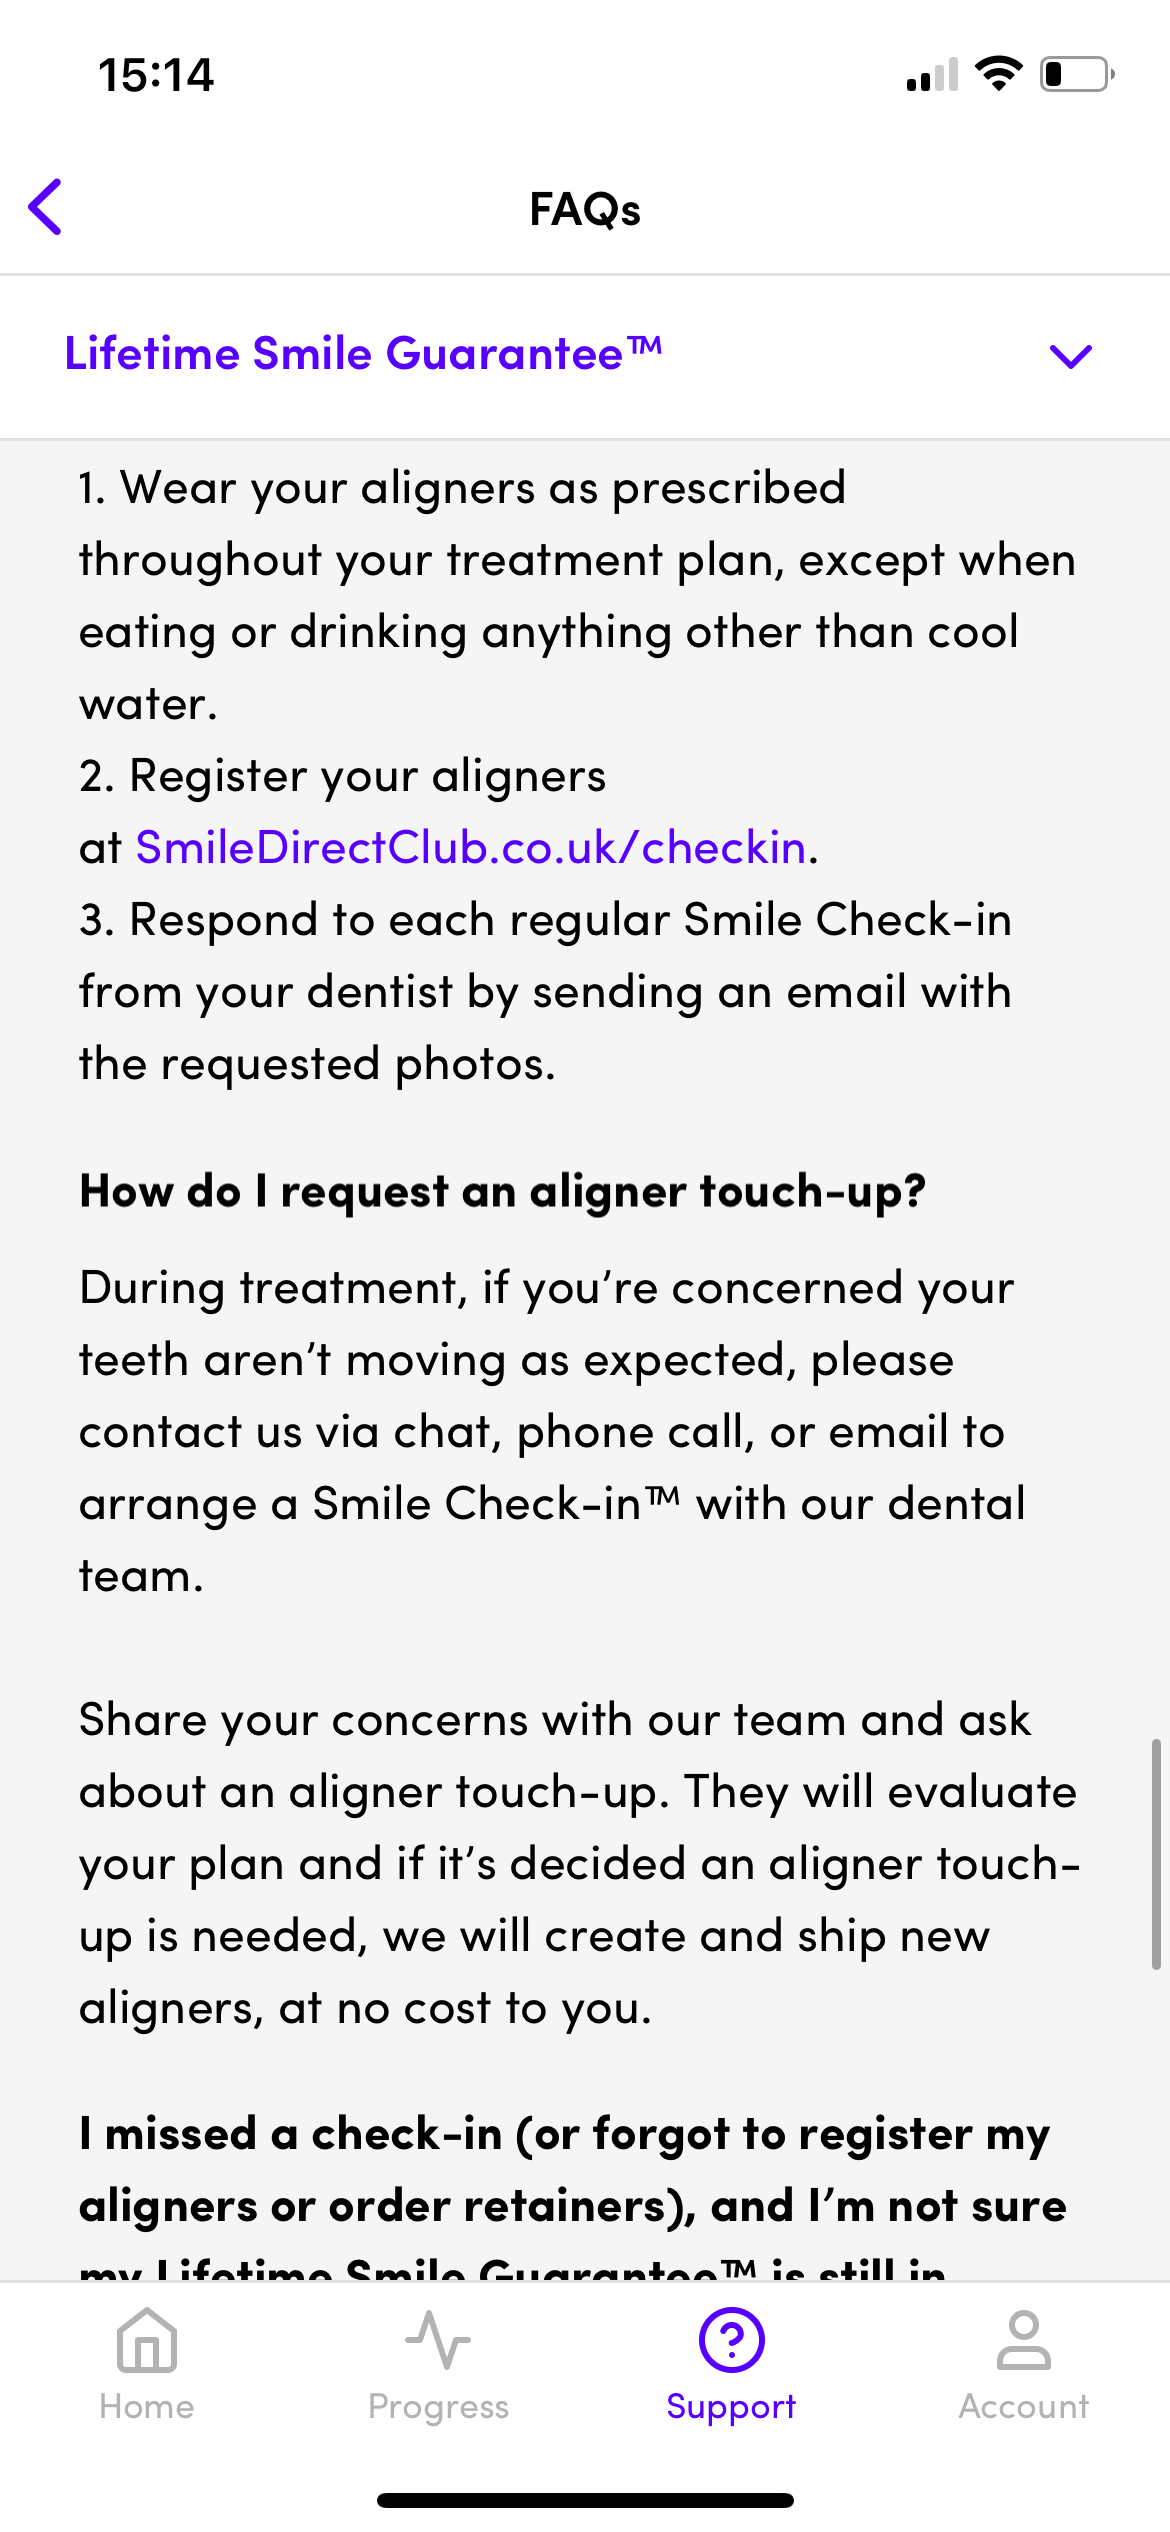 15:14
FAQs
Lifetime Smile Guarantee™
1. Wear your aligners as prescribed
throughout your treatment plan, except when
eating or drinking anything other than cool
water.
2. Register your aligners
at SmileDirectClub.co.uk/checkin.
3. Respond to each regular Smile Check-in
from your dentist by sending an email with
the requested photos.
How do I request an aligner touch-up?
During treatment, if you’re concerned your
teeth aren’t moving as expected, please
contact us via chat, phone call, or email to
arrange a Smile Check-in™ with our dental
team.
Share your concerns with our team and ask
about an aligner touch-up. They will evaluate
your plan and if it’s decided an aligner touch-
up is needed, we will create and ship new
aligners, at no cost to you.
I missed a check-in (or forgot to register my
aligners or order retainers), and I’m not sure
my Lifetime Smile Guarantee™ is still in
Home
Progress
Support
Account